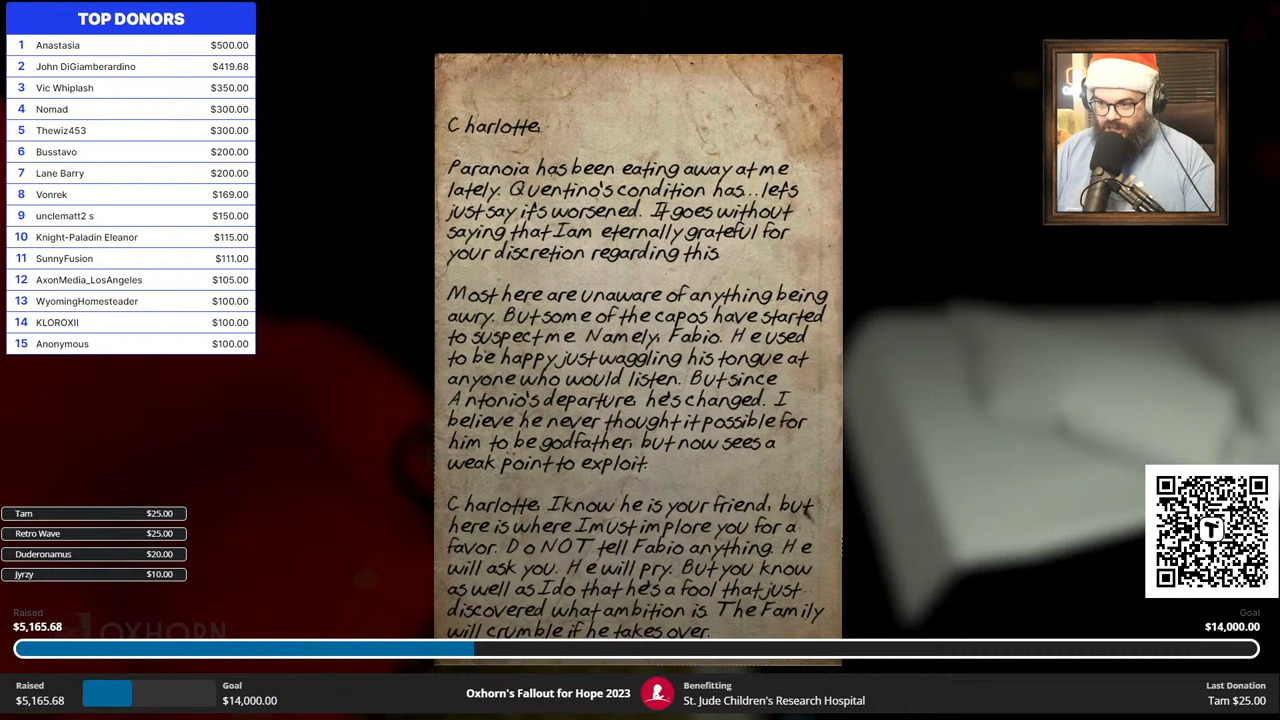 TOP DONORS
1 Anastasia $500.00
2 John DiGiamberardino $419.68
3 Vic Whiplash $350.00
4 Nomad $300.00
5 Thewiz453 $300.00
6 Busstavo $200.00
7 Lane Barry $200.00
8 Vonrek $169.00
9 unclematt2 s $150.00
10 Knight-Paladin Eleanor $115.00
11 SunnyFusion $111.00
12 AxonMedia_LosAngeles $105.00
13 WyomingHomesteader $100.00
14 KLOROXII $100.00
15 Anonymous $100.00
Charlotte,
Paranoia has been eating away at me
lately. Quentino's condition has... let's
just say it's worsened. It goes without
saying that I am eternally grateful for
your discretion regarding this.
Most here are unaware of anything being
awry. But some of the capos have started
to suspect me. Namely, Fabio. He used
to be happy just waggling his tongue at
anyone who would listen. But since
Antonio's departure, he's changed. I
believe he never thought it possible for
him to be godfather, but now sees a
weak point to exploit.
Charlotte, I know he is your friend, but
here is where I must implore you for a
favor. Do NOT tell Fabio anything. He
will ask you. He will pry. But you know
as well as I do that he's a fool that just
discovered what ambition is. The Family
will crumble if he takes over.
Tam $25.00
Retro Wave $25.00
Duderonamus $20.00
Jyrzy $10.00
OXHORN
Raised
$5,165.68
Goal
$14,000.00
Raised
$5,165.68
Goal
$14,000.00
Oxhorn's Fallout for Hope 2023
Benefitting
St. Jude Children's Research Hospital
Last Donation
Tam $25.00